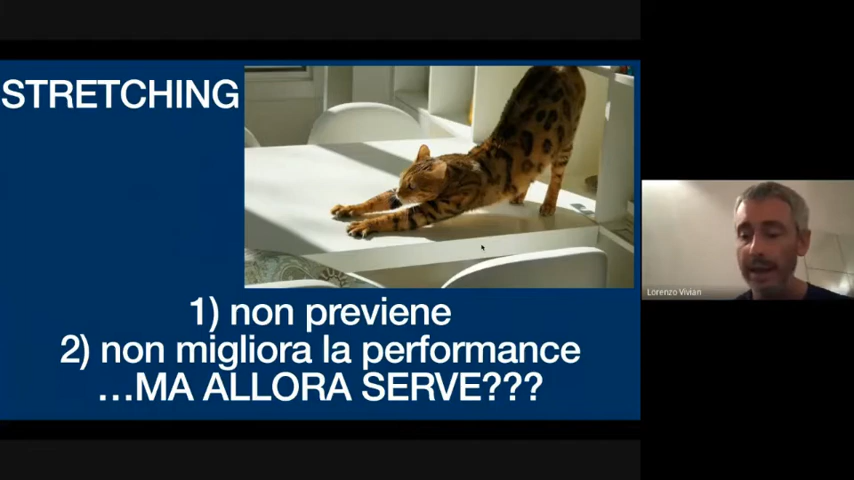 STRETCHING
1) non previene
2) non migliora la performance
...MA ALLORA SERVE???
Lorenzo Vivian